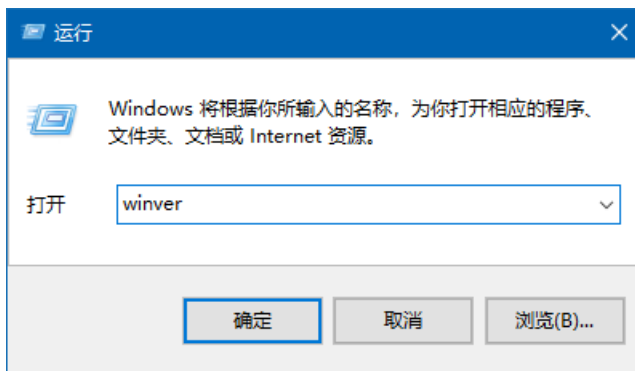 运行
Windows 将根据你所输入的名称，为你打开相应的程序、
文件夹、文档或 Internet 资源。
打开
winver
确定
取消
浏览(B)...